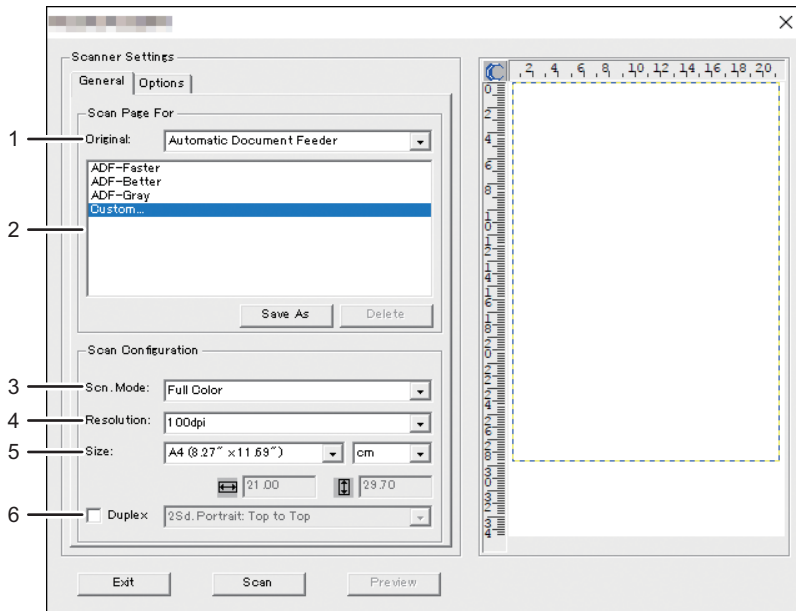 Scanner Settings
General Options
Scan Page For
1 Original: Automatic Document Feeder
ADF-Faster
ADF-Better
ADF-Gray
Custom...
2
Save As Delete
Scan Configuration
3 Scn. Mode: Full Color
4 Resolution: 100dpi
5 Size: A4 (8.27" x11.69") cm
21.00 29.70
6 Duplex 2Sd. Portrait: Top to Top
Exit Scan Preview
2 4 6 8 10 12 14 16 18 20
0
2
4
6
8
10
12
14
16
18
20
22
24
26
28
30
32
34